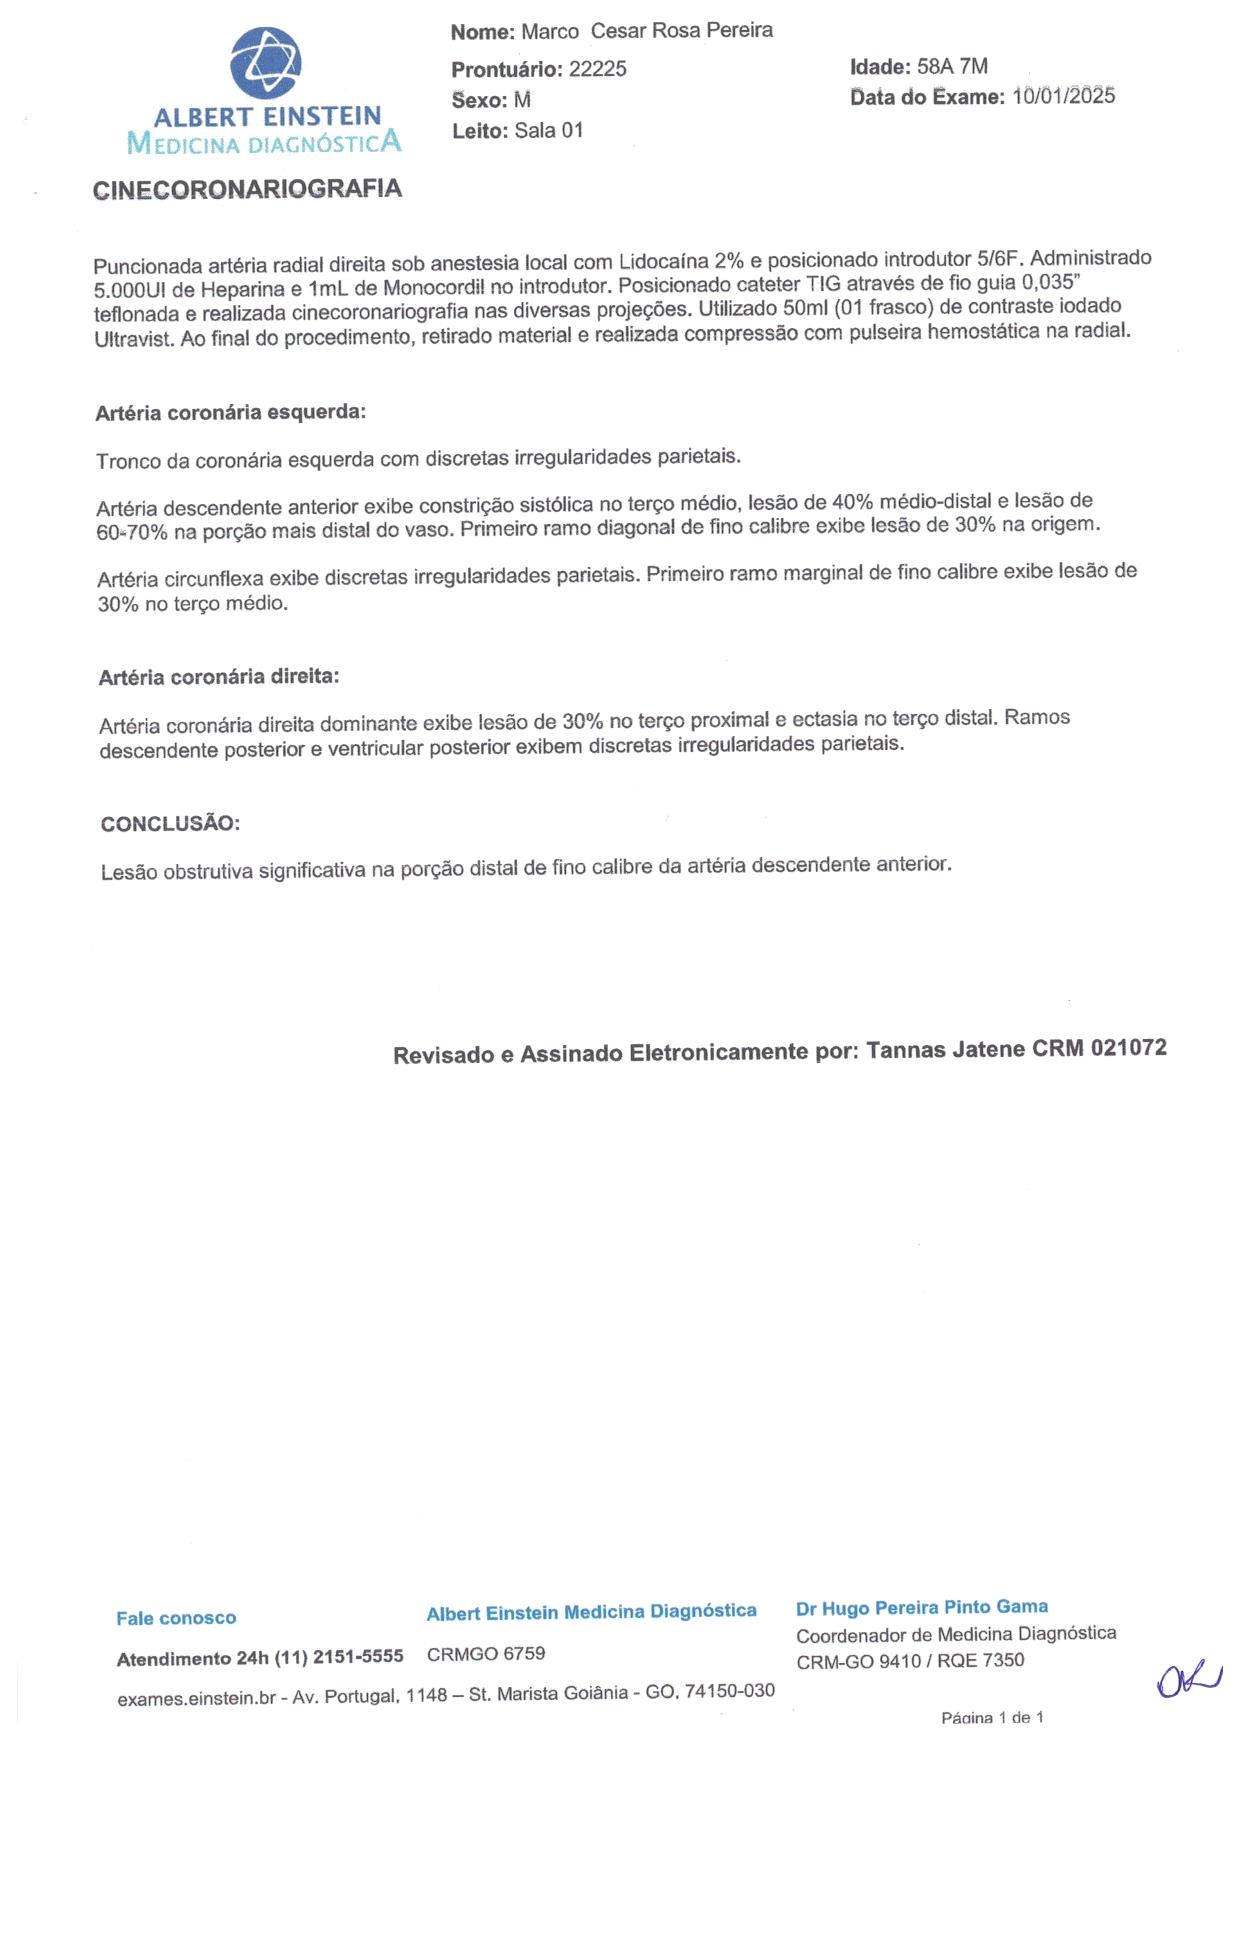 Nome: Marco Cesar Rosa Pereira
Prontuário: 22225
Idade: 58A 7M
Sexo: M
Data do Exame: 10/01/2025
Leito: Sala 01
ALBERT EINSTEIN
MEDICINA DIAGNÓSTICA
CINECORONARIOGRAFIA
Puncionada artéria radial direita sob anestesia local com Lidocaína 2% e posicionado introdutor 5/6F. Administrado
5.000UI de Heparina e 1mL de Monocordil no introdutor. Posicionado cateter TIG através de fio guia 0,035”
teflonada e realizada cinecoronariografia nas diversas projeções. Utilizado 50ml (01 frasco) de contraste iodado
Ultravist. Ao final do procedimento, retirado material e realizada compressão com pulseira hemostática na radial.
Artéria coronária esquerda:
Tronco da coronária esquerda com discretas irregularidades parietais.
Artéria descendente anterior exibe constrição sistólica no terço médio, lesão de 40% médio-distal e lesão de
60-70% na porção mais distal do vaso. Primeiro ramo diagonal de fino calibre exibe lesão de 30% na origem.
Artéria circunflexa exibe discretas irregularidades parietais. Primeiro ramo marginal de fino calibre exibe lesão de
30% no terço médio.
Artéria coronária direita:
Artéria coronária direita dominante exibe lesão de 30% no terço proximal e ectasia no terço distal. Ramos
descendente posterior e ventricular posterior exibem discretas irregularidades parietais.
CONCLUSÃO:
Lesão obstrutiva significativa na porção distal de fino calibre da artéria descendente anterior.
Revisado e Assinado Eletronicamente por: Tannas Jatene CRM 021072
Fale conosco
Atendimento 24h (11) 2151-5555
Albert Einstein Medicina Diagnóstica
CRMGO 6759
exames.einstein.br - Av. Portugal, 1148 – St. Marista Goiânia - GO, 74150-030
Dr Hugo Pereira Pinto Gama
Coordenador de Medicina Diagnóstica
CRM-GO 9410 / RQE 7350
Página 1 de 1